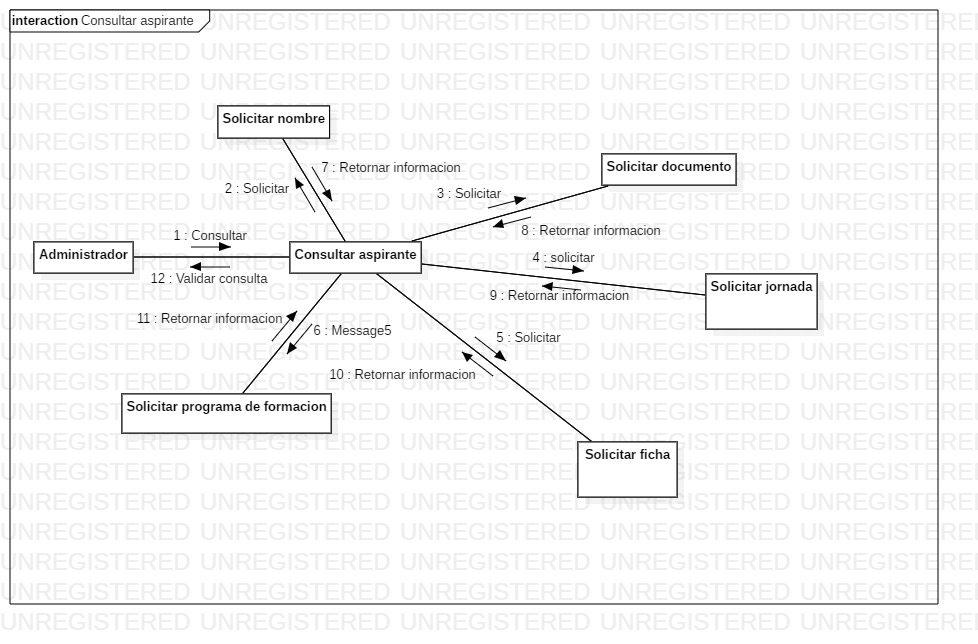 interaction Consultar aspirante
Solicitar nombre
7 : Retornar informacion
2 : Solicitar
Solicitar documento
3 : Solicitar
8 : Retornar informacion
1 : Consultar
Administrador
Consultar aspirante
12 : Validar consulta
4 : solicitar
9 : Retornar informacion
Solicitar jornada
11 : Retornar informacion
6 : Message5
5 : Solicitar
10 : Retornar informacion
Solicitar programa de formacion
Solicitar ficha
UNREGISTERED